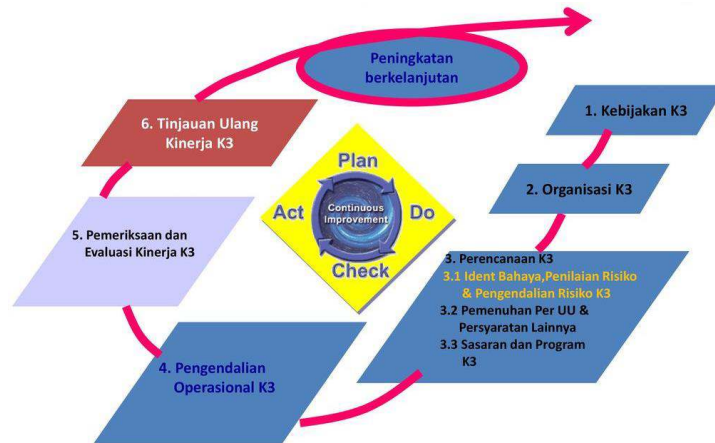 Peningkatan
berkelanjutan
1. Kebijakan K3
6. Tinjauan Ulang
Kinerja K3
2. Organisasi K3
Plan
Act
Continuous
Improvement
Do
Check
5. Pemeriksaan dan
Evaluasi Kinerja K3
3. Perencanaan K3
3.1 Ident Bahaya,Penilaian Risiko
& Pengendalian Risiko K3
3.2 Pemenuhan Per UU &
Persyaratan Lainnya
3.3 Sasaran dan Program
K3
4. Pengendalian
Operasional K3